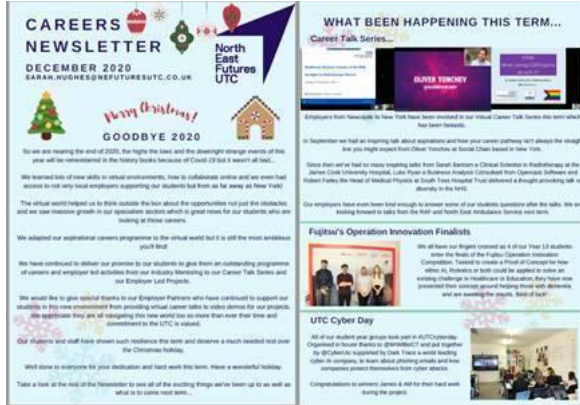 CAREERS
NEWSLETTER
DECEMBER 2020
SARAH.HUGHES@NEFUTURESUTC.CO.UK
North
East
Futures
UTC
Merry Christmas!
GOODBYE 2020
So we are nearing the end of 2020, the highs the lows and the downright strange events of this
year will be remembered in the history books because of Covid 19 but it wasn't all bad...
We learned lots of new skills in virtual environments, how to collaborate online and we even had
access to not only local employers supporting our students but from as far away as New York!
The virtual world helped us to think outside the box about the opportunities not just the obstacles
and we saw massive growth in our specialism sectors which is great news for our students who are
looking at those careers.
We adapted our aspirational careers programme to the virtual world but it is still the most ambitious
you'll find!
We have continued to deliver our promise to our students to give them an outstanding programme
of careers and employer led activities from our Industry Mentoring to our Career Talk Series and
our Employer Led Projects.
We would like to give special thanks to our Employer Partners who have continued to support our
students in this new environment from providing virtual career talks to video demos for our projects,
we appreciate they are all navigating this new world too so more than ever their time and
commitment to the UTC is valued.
Our students and staff have shown such resilience this term and deserve a much needed rest over
the Christmas holiday.
Well done to everyone for your dedication and hard work this term. Have a wonderful holiday.
Take a look at the rest of the Newsletter to see all of the exciting things we've been up to as well as
what is to come next term...
WHAT BEEN HAPPENING THIS TERM...
Career Talk Series...
OLIVER YONCHEV
Employers from Newcastle to New York have been involved in our Virtual Career Talk Series this term which
has been fantastic.
In September we had an inspiring talk about aspirations and how your career pathway isn't always the straight
line you might expect from Oliver Yonchev at Social Chain based in New York.
Since then we've had so many inspiring talks from Sarah a Clinical Scientist in Radiotherapy at the
James Cook University Hospital, Luke Ryan a Business Analysis Consultant from Opencast Software and
Robert Farley the Head of Medical Physics at South Tees Hospital Trust delivered a thought provoking talk on
diversity in the NHS.
Our employers have even been kind enough to answer some of our students questions after the talks. We are
looking forward to talks from the RAF and North East Ambulance Service next term.
Fujitsu's Operation Innovation Finalists
We all have our fingers crossed as 4 of our Year 13 students
enter the finals of the Fujitsu Operation Innovation
Competition. Tasked to create a Proof of Concept for how
either AI, Robotics or both could be applied to solve an
existing challenge in Healthcare or Education, they have now
presented their concept around helping those with dementia
and are awaiting the results. Best of luck!
UTC Cyber Day
All of our student year groups took part in #UTCcyberday.
Organised in thanks to and put together
by supported by Dark Trace a world leading
cyber AI company, to learn about phishing emails and how
companies protect themselves from cyber attacks.
Congratulations to winners James & Alf for their hard work
during the project.